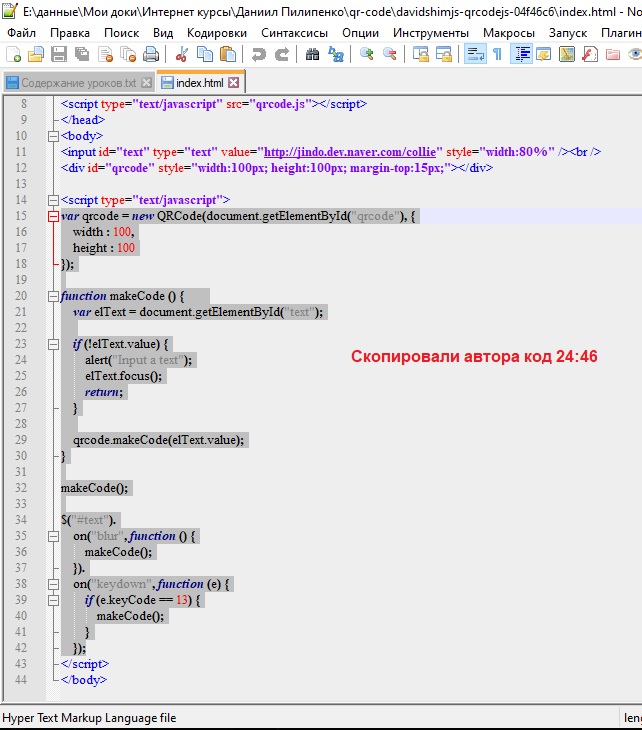 E:\данные\Мои доки\Интернет курсы\Даниил Пилипенко\qr-code\davidshimjs-qrcodejs-04f46c6\index.html - No
Файл Правка Поиск Вид Кодировки Синтаксисы Опции Инструменты Макросы Запуск Плагин
Содержание уроков.txt index.html
8 <script type="text/javascript" src="qrcode.js"></script>
9 </head>
10 <body>
11 <input id="text" type="text" value="http://jindo.dev.naver.com/collie" style="width:80%" /><br />
12 <div id="qrcode" style="width:100px; height:100px; margin-top:15px;"></div>
13
14 <script type="text/javascript">
15 var qrcode = new QRCode(document.getElementById("qrcode"), {
16 width : 100,
17 height : 100
18 });
19
20 function makeCode () {
21 var elText = document.getElementById("text");
22
23 if (!elText.value) {
24 alert("Input a text");
Скопировали автора код 24:46
25 elText.focus();
26 return;
27 }
28
29 qrcode.makeCode(elText.value);
30 }
31
32 makeCode();
33
34 $("#text").
35 on("blur", function () {
36 makeCode();
37 }).
38 on("keydown", function (e) {
39 if (e.keyCode == 13) {
40 makeCode();
41 }
42 });
43 </script>
44 </body>
Hyper Text Markup Language file leng